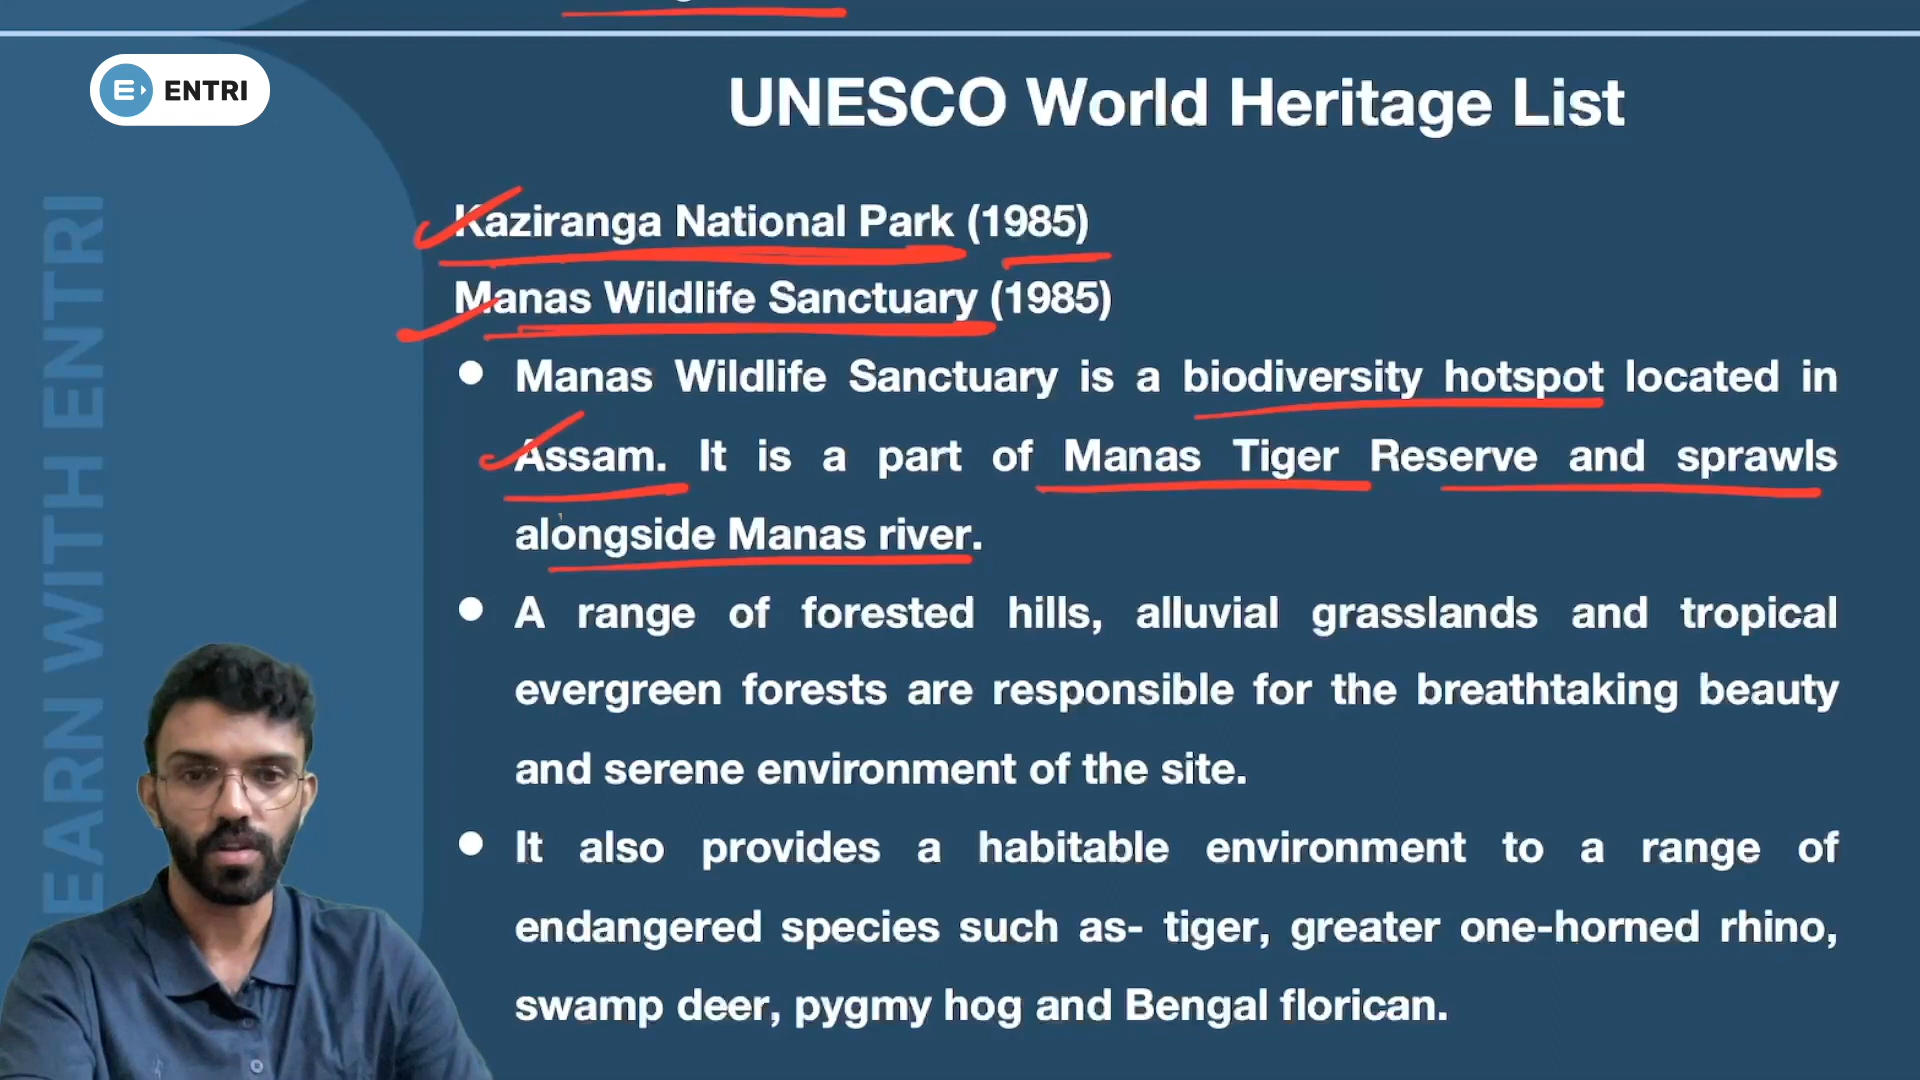 ENTRI
UNESCO World Heritage List
Kaziranga National Park (1985)
Manas Wildlife Sanctuary (1985)
● Manas Wildlife Sanctuary is a biodiversity hotspot located in
Assam. It is a part of Manas Tiger Reserve and sprawls
alongside Manas river.
● A range of forested hills, alluvial grasslands and tropical
evergreen forests are responsible for the breathtaking beauty
and serene environment of the site.
● It also provides a habitable environment to a range of
endangered species such as- tiger, greater one-horned rhino,
swamp deer, pygmy hog and Bengal florican.
EARN WITH ENTRI